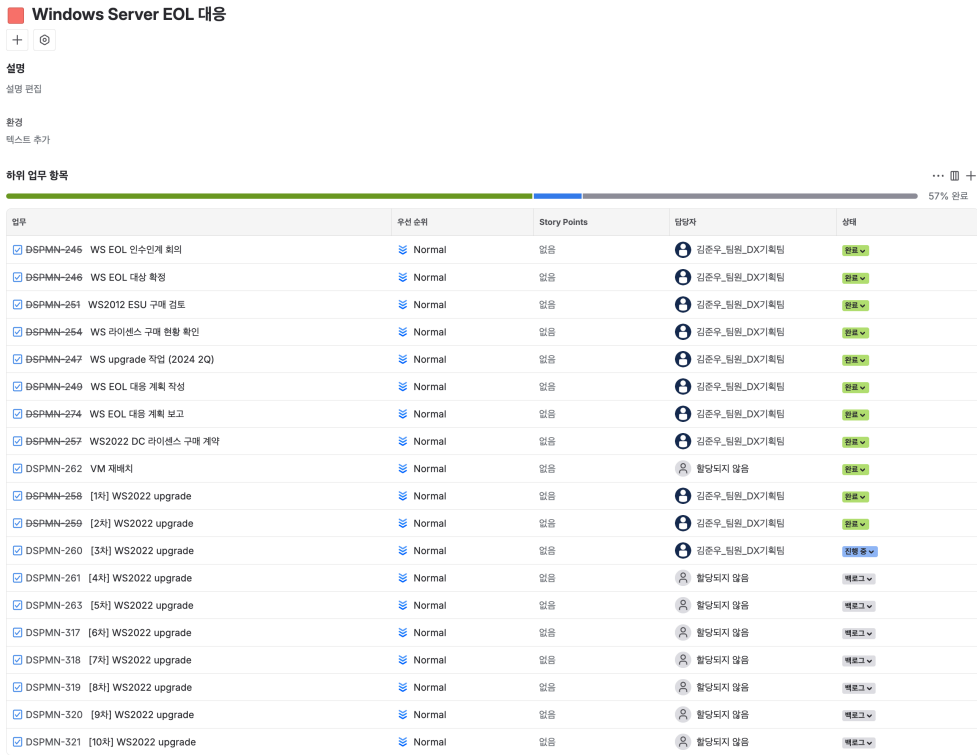 Windows Server EOL 대응
설명
설명 편집
환경
텍스트 추가
하위 업무 항목
57% 완료
업무 우선 순위 Story Points 담당자 상태
DSPMN-245 WS EOL 인수인계 회의 Normal 없음 김준우_팀원_DX기획팀 완료
DSPMN-246 WS EOL 대상 확정 Normal 없음 김준우_팀원_DX기획팀 완료
DSPMN-251 WS2012 ESU 구매 검토 Normal 없음 김준우_팀원_DX기획팀 완료
DSPMN-254 WS 라이센스 구매 현황 확인 Normal 없음 김준우_팀원_DX기획팀 완료
DSPMN-247 WS upgrade 작업 (2024 2Q) Normal 없음 김준우_팀원_DX기획팀 완료
DSPMN-249 WS EOL 대응 계획 작성 Normal 없음 김준우_팀원_DX기획팀 완료
DSPMN-274 WS EOL 대응 계획 보고 Normal 없음 김준우_팀원_DX기획팀 완료
DSPMN-257 WS2022 DC 라이센스 구매 계약 Normal 없음 김준우_팀원_DX기획팀 완료
DSPMN-262 VM 재배치 Normal 없음 할당되지 않음 완료
DSPMN-258 [1차] WS2022 upgrade Normal 없음 김준우_팀원_DX기획팀 완료
DSPMN-259 [2차] WS2022 upgrade Normal 없음 김준우_팀원_DX기획팀 완료
DSPMN-260 [3차] WS2022 upgrade Normal 없음 김준우_팀원_DX기획팀 진행 중
DSPMN-261 [4차] WS2022 upgrade Normal 없음 할당되지 않음 백로그
DSPMN-263 [5차] WS2022 upgrade Normal 없음 할당되지 않음 백로그
DSPMN-317 [6차] WS2022 upgrade Normal 없음 할당되지 않음 백로그
DSPMN-318 [7차] WS2022 upgrade Normal 없음 할당되지 않음 백로그
DSPMN-319 [8차] WS2022 upgrade Normal 없음 할당되지 않음 백로그
DSPMN-320 [9차] WS2022 upgrade Normal 없음 할당되지 않음 백로그
DSPMN-321 [10차] WS2022 upgrade Normal 없음 할당되지 않음 백로그